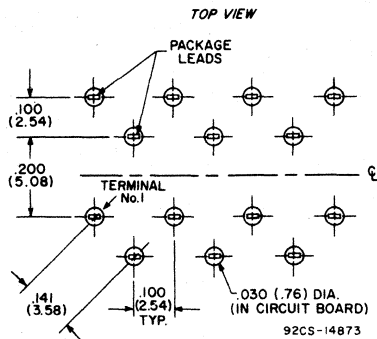 TOP VIEW
PACKAGE
LEADS
.100
(2.54)
.200
(5.08)
℄
TERMINAL
No.1
.141
(3.58)
.100
(2.54)
TYP.
.030 (.76) DIA.
(IN CIRCUIT BOARD)
92CS-14873